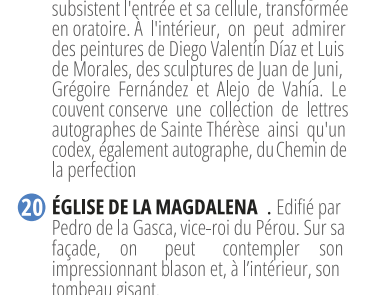 subsistent l'entrée et sa cellule, transformée
en oratoire. À l'intérieur, on peut admirer
des peintures de Diego Valentín Díaz et Luis
de Morales, des sculptures de Juan de Juni,
Grégoire Fernández et Alejo de Vahía. Le
couvent conserve une collection de lettres
autographes de Sainte Thérèse ainsi qu'un
codex, également autographe, du Chemin de
la perfection
20 ÉGLISE DE LA MAGDALENA . Edifié par
Pedro de la Gasca, vice-roi du Pérou. Sur sa
façade, on peut contempler son
impressionnant blason et, à l'intérieur, son
tombeau gisant.